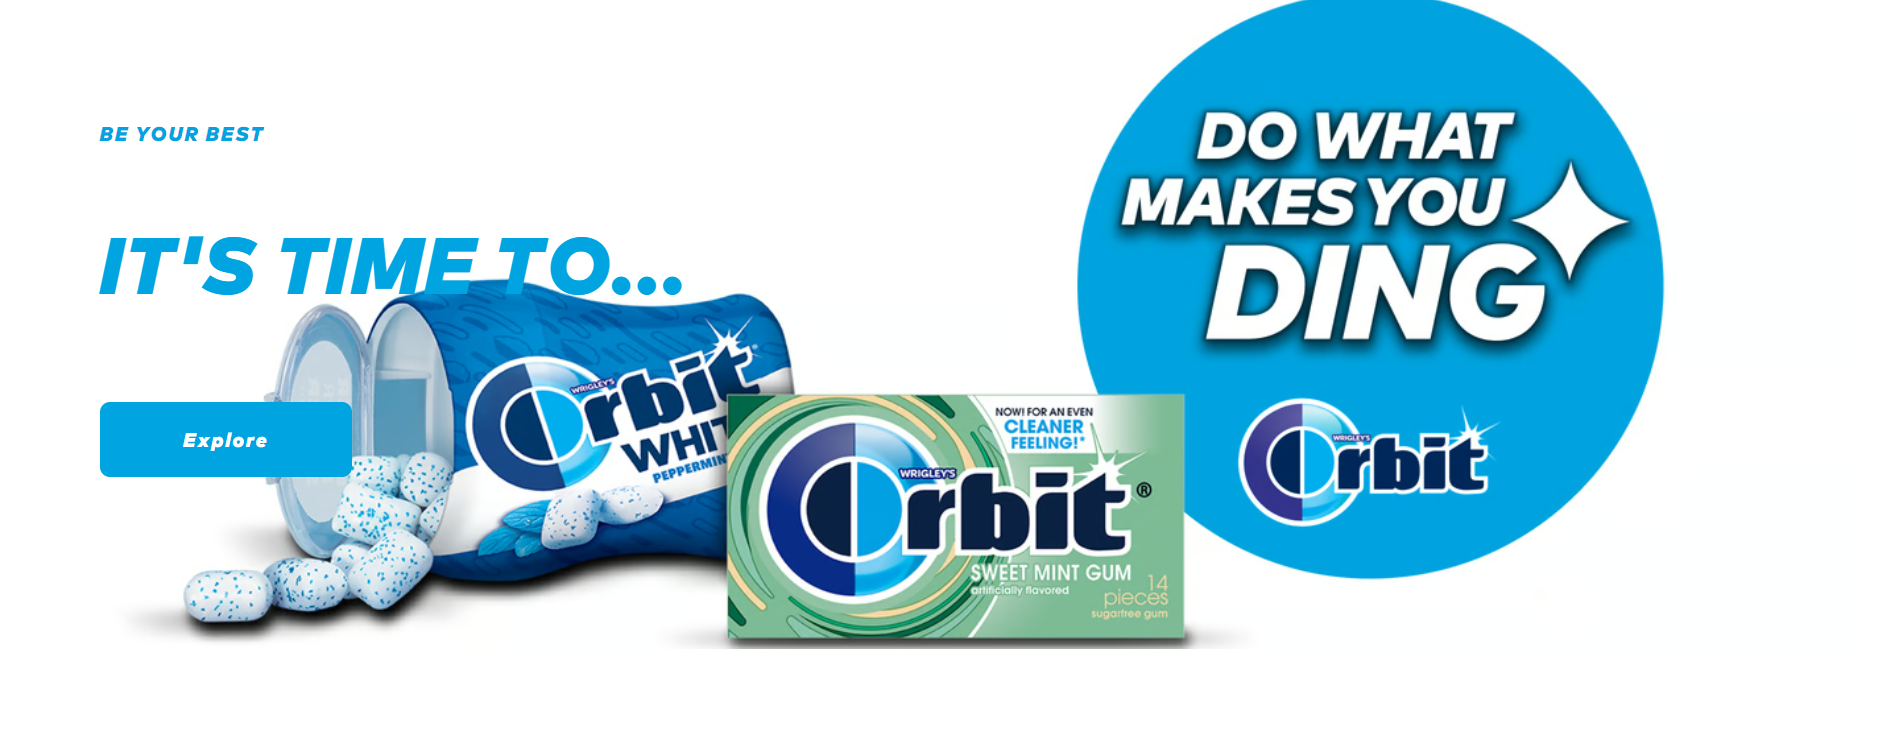 BE YOUR BEST
IT'S TIME TO...
Explore
WRIGLEY'S
Orbit
PEPPERMINT
WRIGLEY'S
Orbit®
NOW! FOR AN EVEN
CLEANER
FEELING!*
SWEET MINT GUM
artificially flavored
14
pieces
sugarfree gum
DO WHAT
MAKES YOU
DING
WRIGLEY'S
Orbit